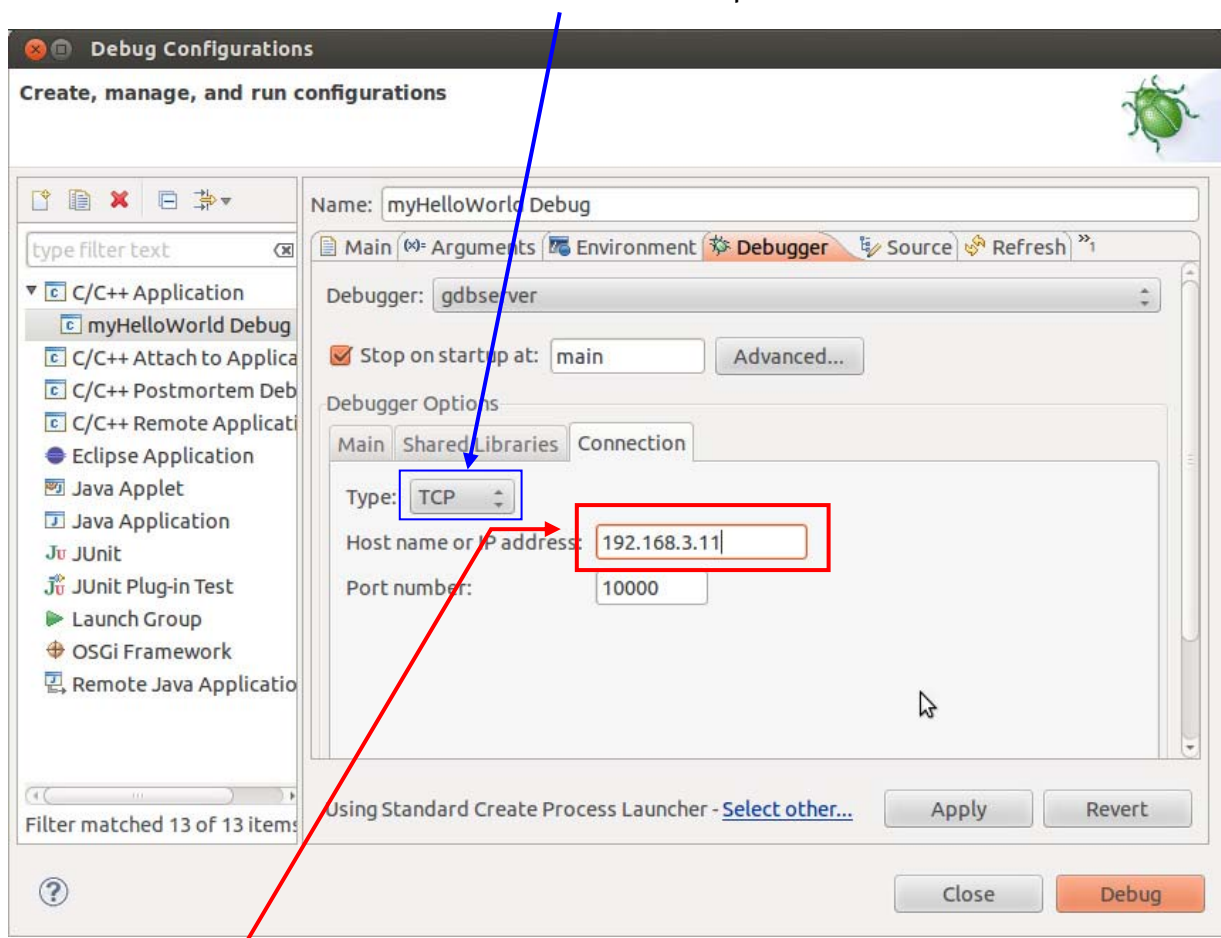 Debug Configurations
Create, manage, and run configurations
Name: myHelloWorld Debug
type filter text
Main Arguments Environment Debugger Source Refresh »1
C/C++ Application
myHelloWorld Debug
C/C++ Attach to Applica
C/C++ Postmortem Deb
C/C++ Remote Applicati
Eclipse Application
Java Applet
Java Application
JUnit
JUnit Plug-in Test
Launch Group
OSGi Framework
Remote Java Applicatio
Filter matched 13 of 13 items
Debugger: gdbserver
Stop on startup at: main Advanced...
Debugger Options
Main Shared Libraries Connection
Type: TCP
Host name or IP address: 192.168.3.11
Port number: 10000
Using Standard Create Process Launcher - Select other... Apply Revert
Close Debug